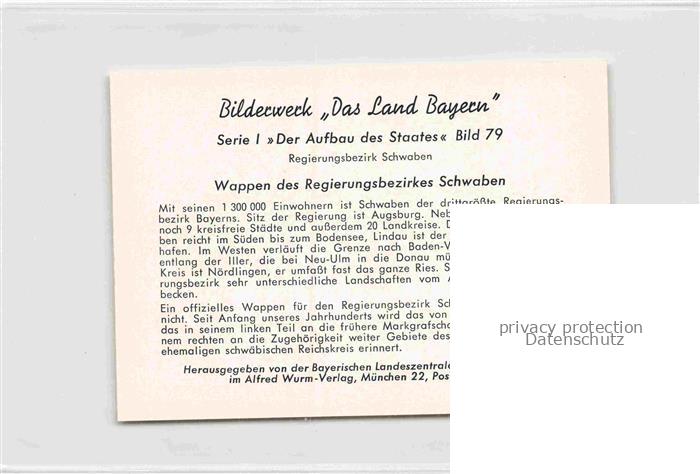 Bilderwerk „Das Land Bayern"
Serie I »Der Aufbau des Staates« Bild 79
Regierungsbezirk Schwaben
Wappen des Regierungsbezirkes Schwaben
Mit seinen 1 300 000 Einwohnern ist Schwaben der drittgrößte Regierungs-
bezirk Bayerns. Sitz der Regierung ist Augsburg.
noch 9 kreisfreie Städte und außerdem 20 Landkreise.
ben reicht im Süden bis zum Bodensee, Lindau ist der
hafen. Im Westen verläuft die Grenze nach
entlang der Iller, die bei Neu-Ulm in die Donau
Kreis ist Nördlingen, er umfaßt fast das ganze Ries.
rungsbezirk sehr unterschiedliche Landschaften vom
becken.
Ein offizielles Wappen für den Regierungsbezirk
nicht. Seit Anfang unseres Jahrhunderts wird das von
das in seinem linken Teil an die frühere
nem rechten an die Zugehörigkeit weiter Gebiete des
ehemaligen schwäbischen Reichskreis erinnert.
Herausgegeben von der Bayerischen
im Alfred Wurm-Verlag, München 22,
privacy protection
Datenschutz